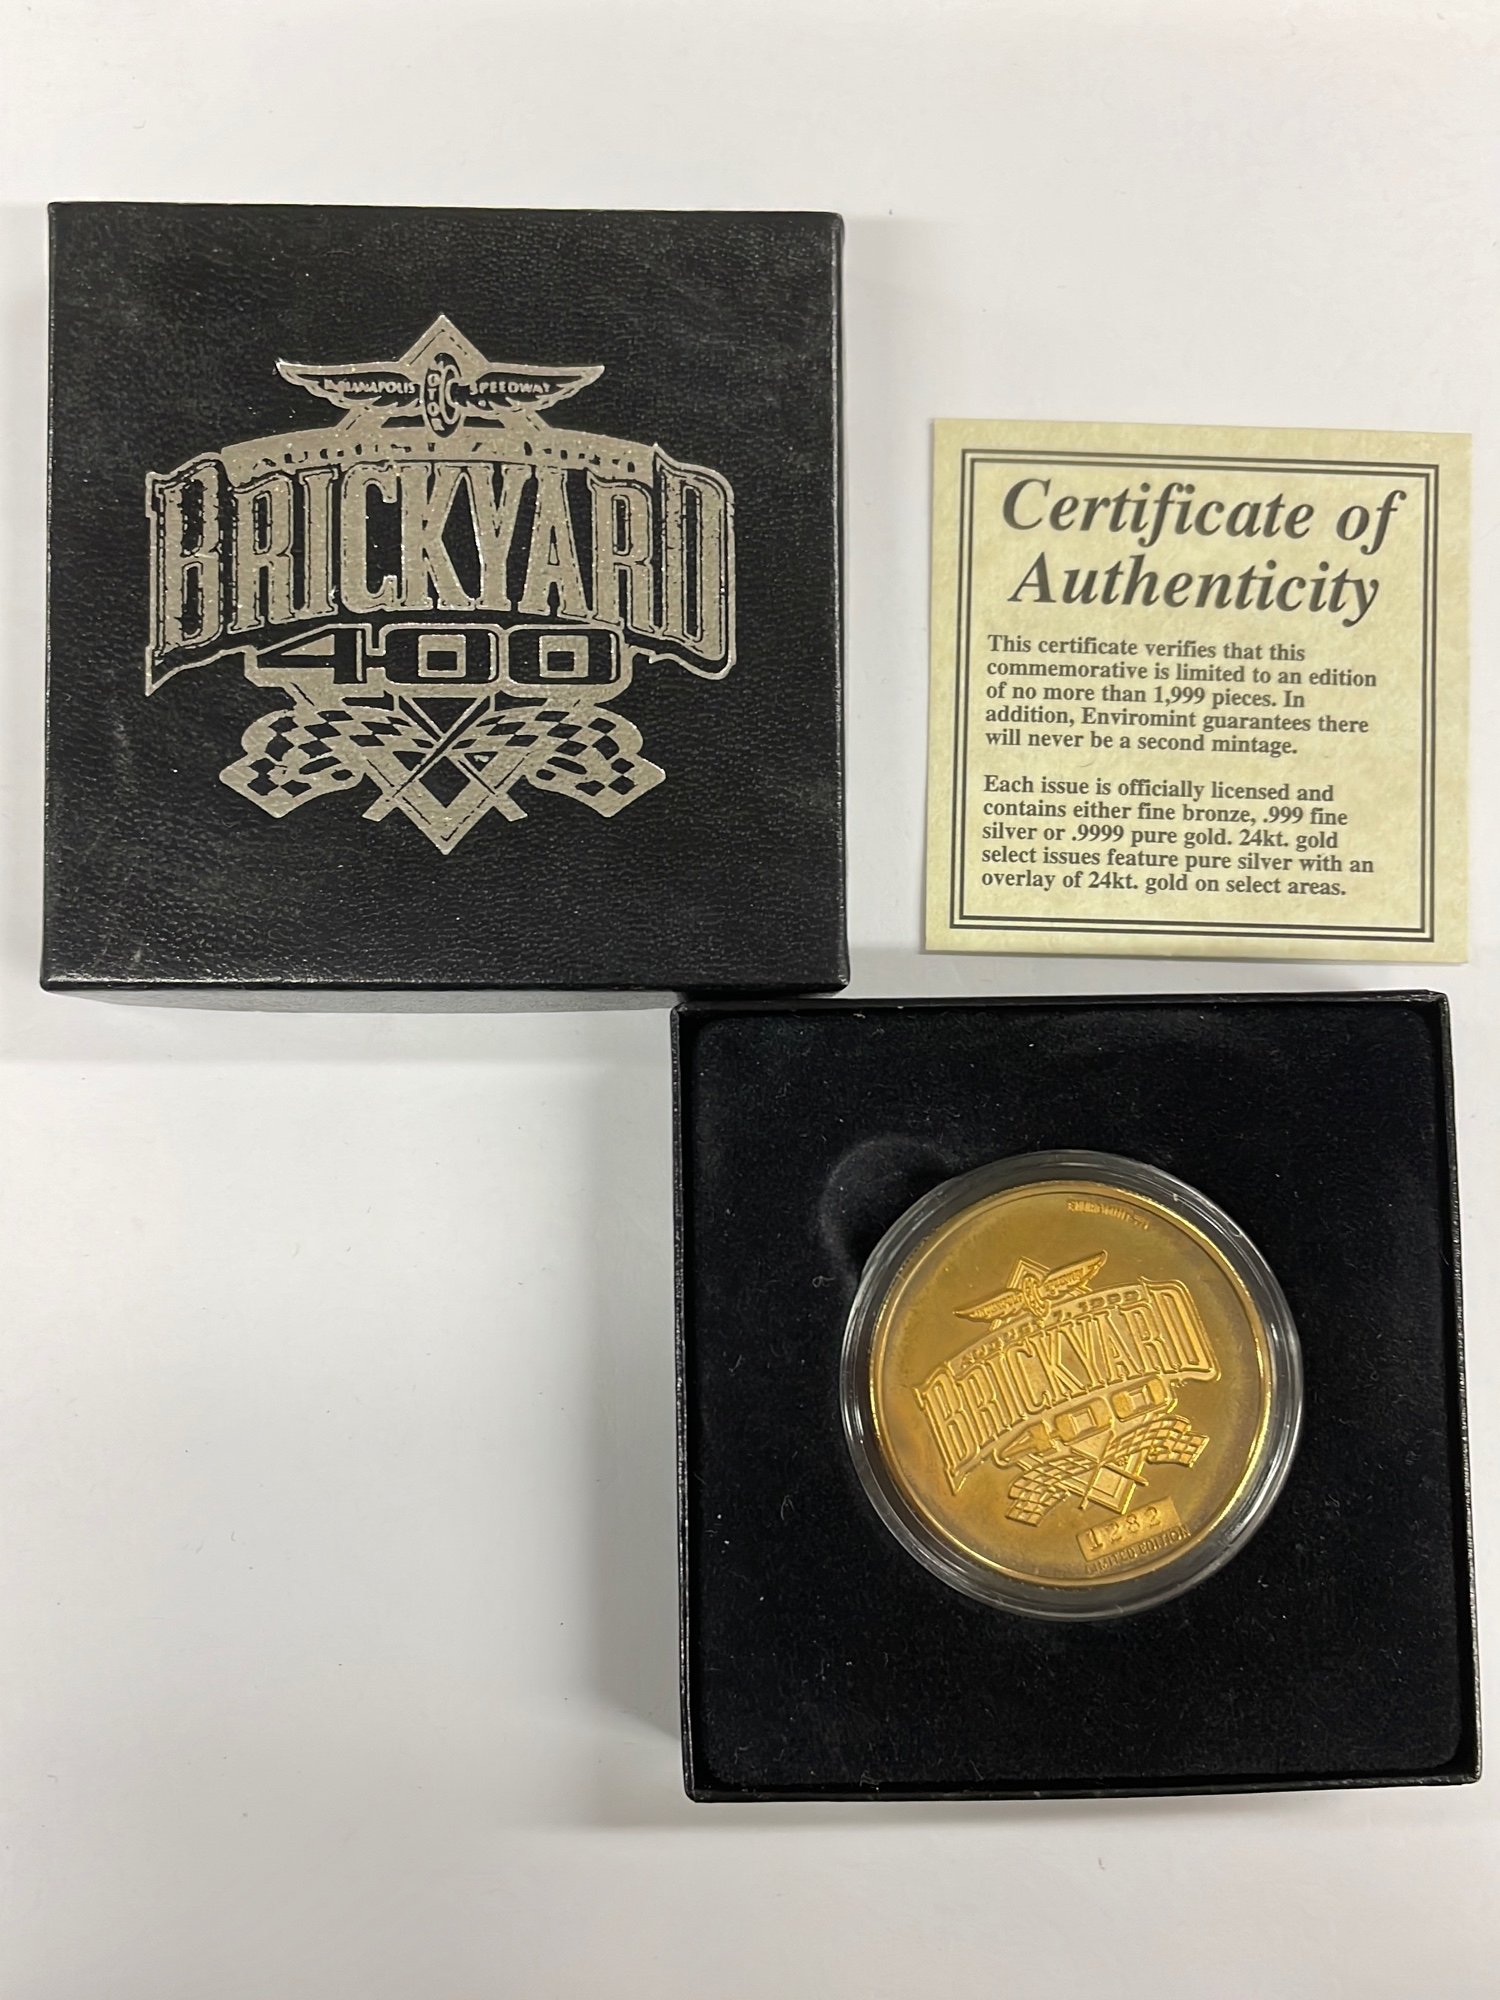 INDIANAPOLIS MOTOR SPEEDWAY
BRICKYARD
400
Certificate of
Authenticity
This certificate verifies that this
commemorative is limited to an edition
of no more than 1,999 pieces. In
addition, Enviromint guarantees there
will never be a second mintage.
Each issue is officially licensed and
contains either fine bronze, .999 fine
silver or .9999 pure gold. 24kt. gold
select issues feature pure silver with an
overlay of 24kt. gold on select areas.
BRICKYARD
400
1282
LIMITED EDITION